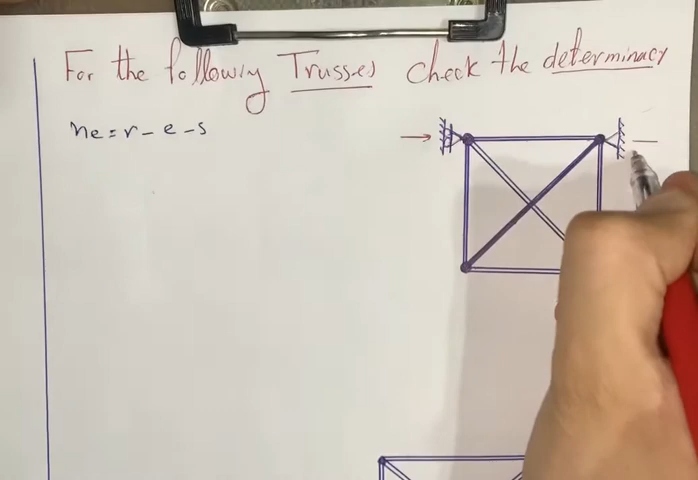 For the following Trusses check the determinacy
ne = r - e - s